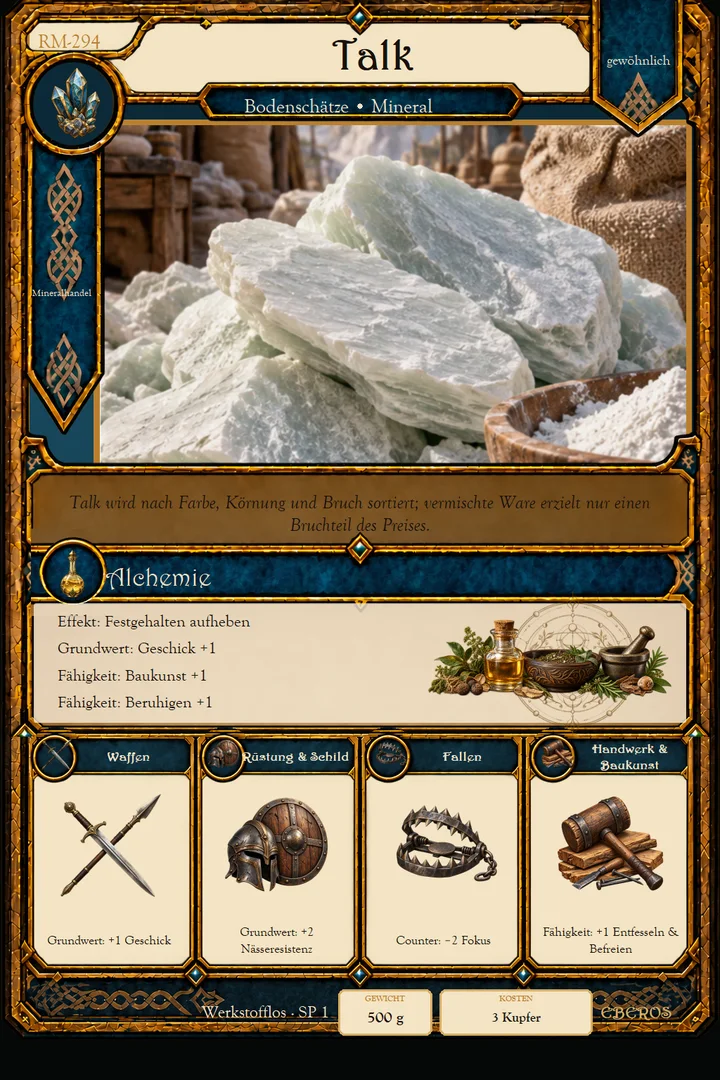 RM-294
Talk
gewöhnlich
Bodenschätze • Mineral
Mineralhandel
Talk wird nach Farbe, Körnung und Bruch sortiert; vermischte Ware erzielt nur einen
Bruchteil des Preises.
Alchemie
Effekt: Festgehalten aufheben
Grundwert: Geschick +1
Fähigkeit: Baukunst +1
Fähigkeit: Beruhigen +1
Waffen
Rüstung & Schild
Fallen
Handwerk &
Baukunst
Grundwert: +1 Geschick
Grundwert: +2
Nässeresistenz
Counter: −2 Fokus
Fähigkeit: +1 Entfesseln &
Befreien
Werkstofflos · SP 1
GEWICHT
500 g
KOSTEN
3 Kupfer
EBEROS